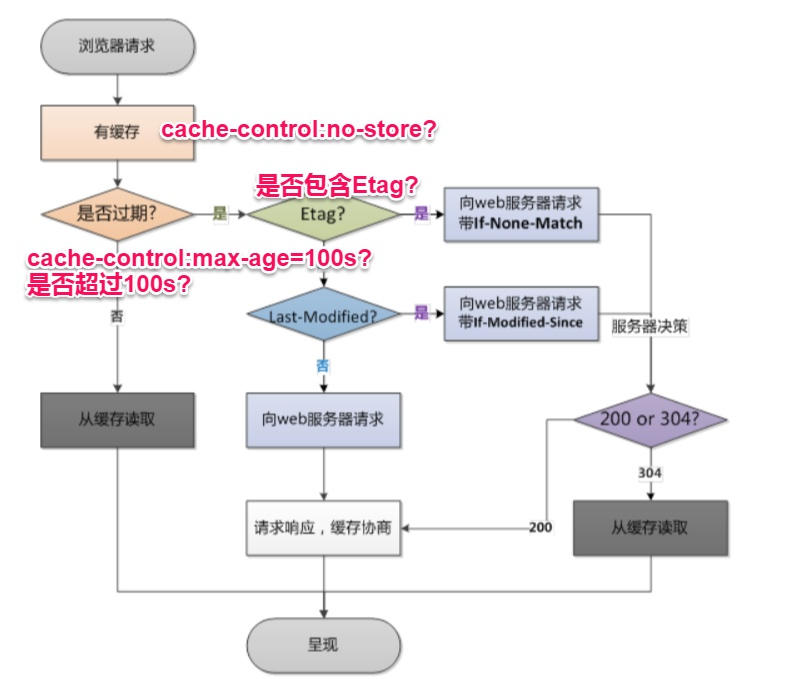 浏览器请求
有缓存
cache-control:no-store?
是否包含Etag?
是否过期?
是
Etag?
是
向web服务器请求
带If-None-Match
cache-control:max-age=100s?
是否超过100s?
否
Last-Modified?
是
向web服务器请求
带If-Modified-Since
服务器决策
否
从缓存读取
向web服务器请求
200 or 304?
304
请求响应，缓存协商
200
从缓存读取
呈现